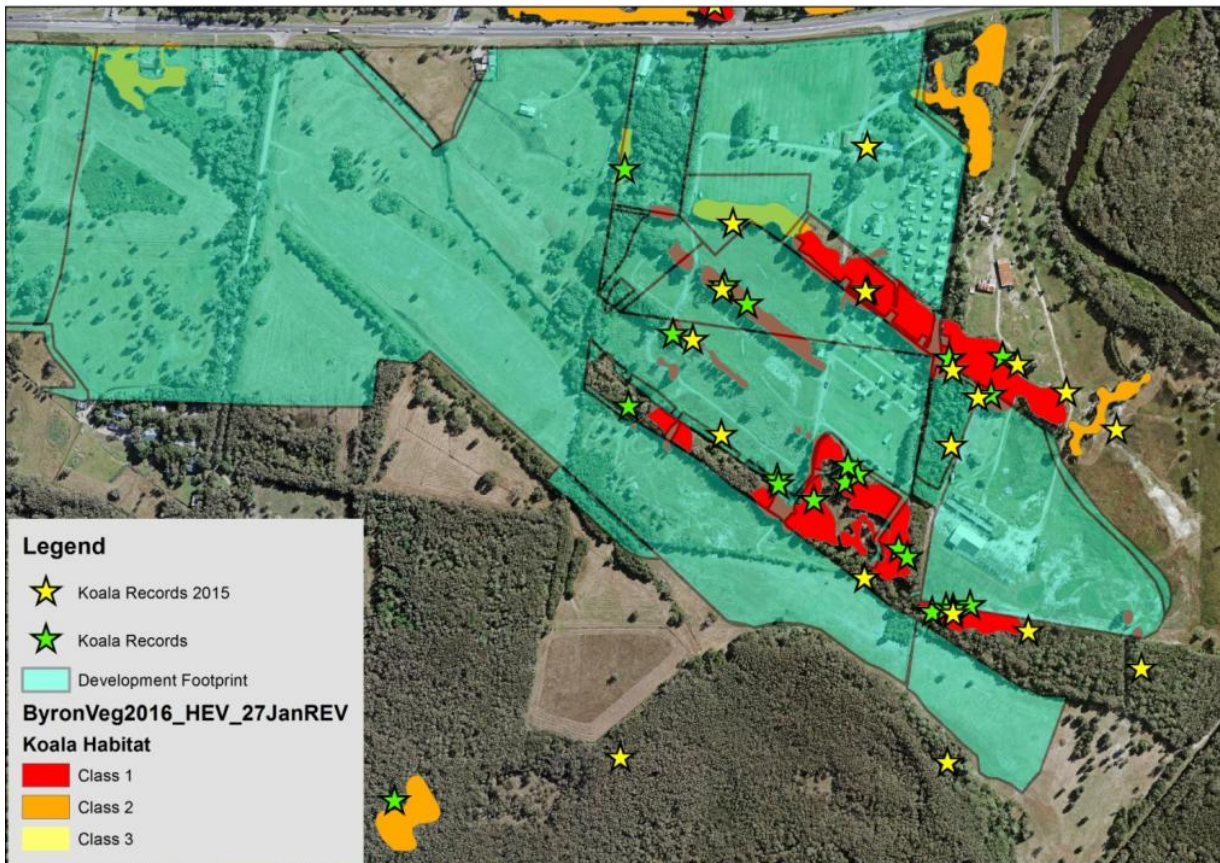 Legend
Koala Records 2015
Koala Records
Development Footprint
ByronVeg2016_HEV_27JanREV
Koala Habitat
Class 1
Class 2
Class 3